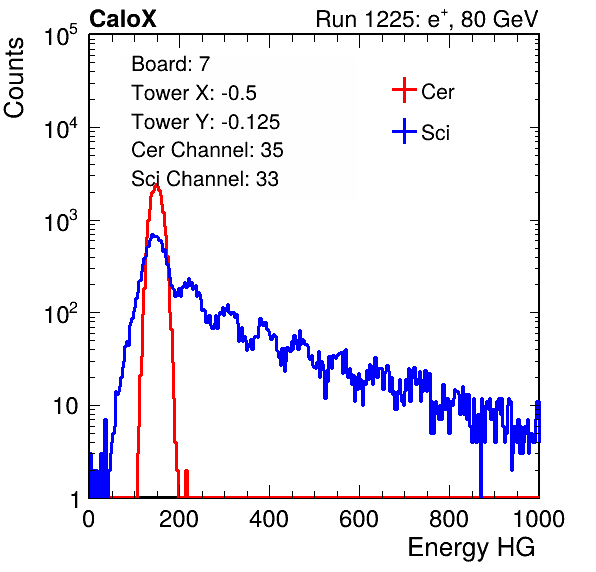 CaloX Run 1225: e⁺, 80 GeV
Counts
Board: 7
Tower X: -0.5
Tower Y: -0.125
Cer Channel: 35
Sci Channel: 33
Cer
Sci
10⁵
10⁴
10³
10²
10
1
0 200 400 600 800 1000
Energy HG